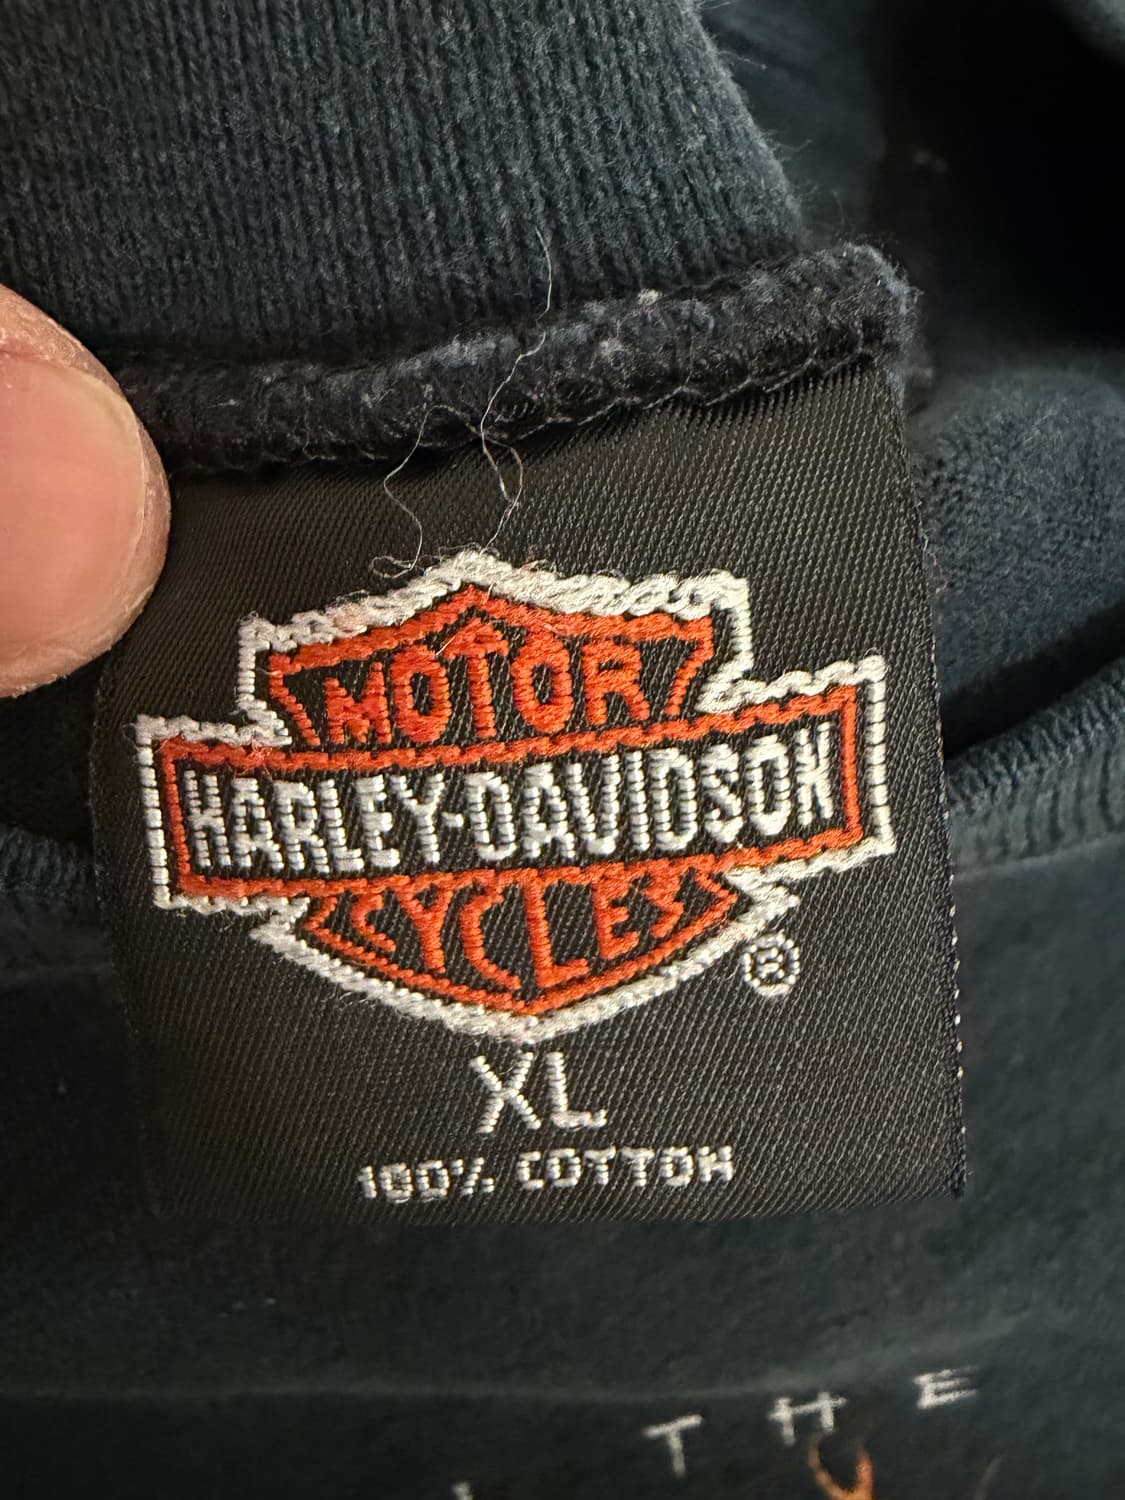 MOTOR
HARLEY-DAVIDSON
CYCLES
®
XL
100% COTTON
THE